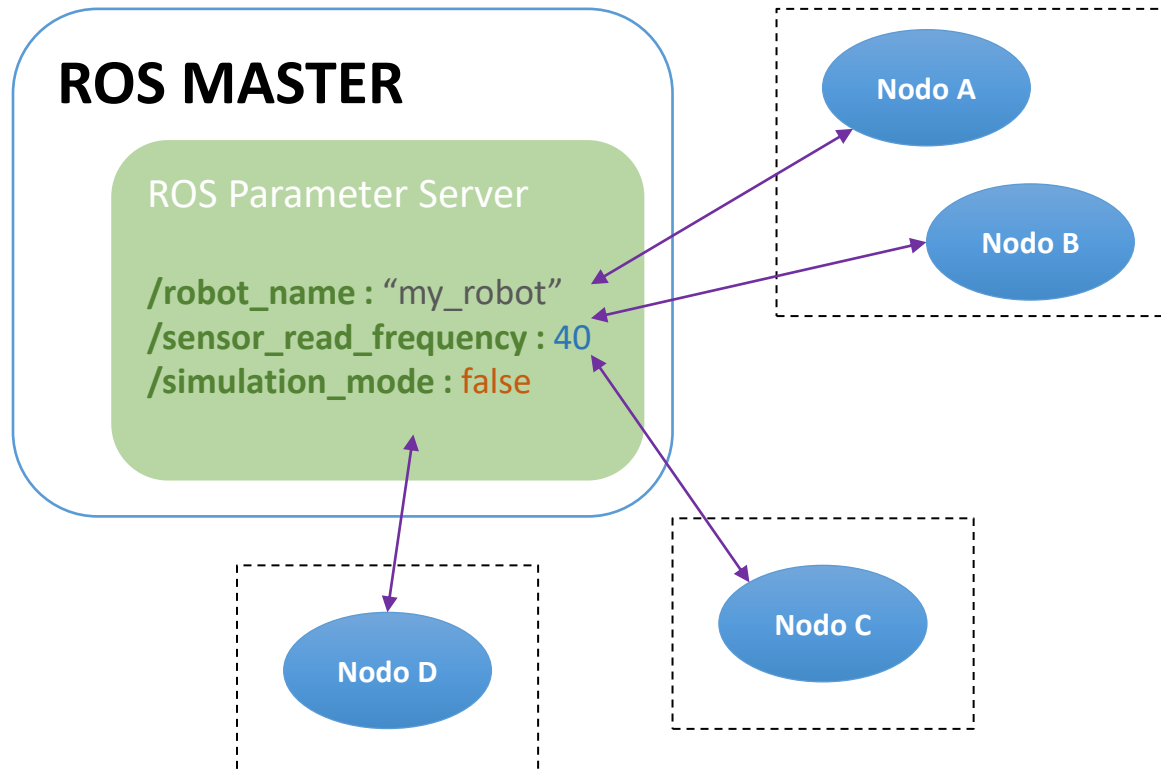 ROS MASTER
ROS Parameter Server
/robot_name : “my_robot”
/sensor_read_frequency : 40
/simulation_mode : false
Nodo A
Nodo B
Nodo C
Nodo D